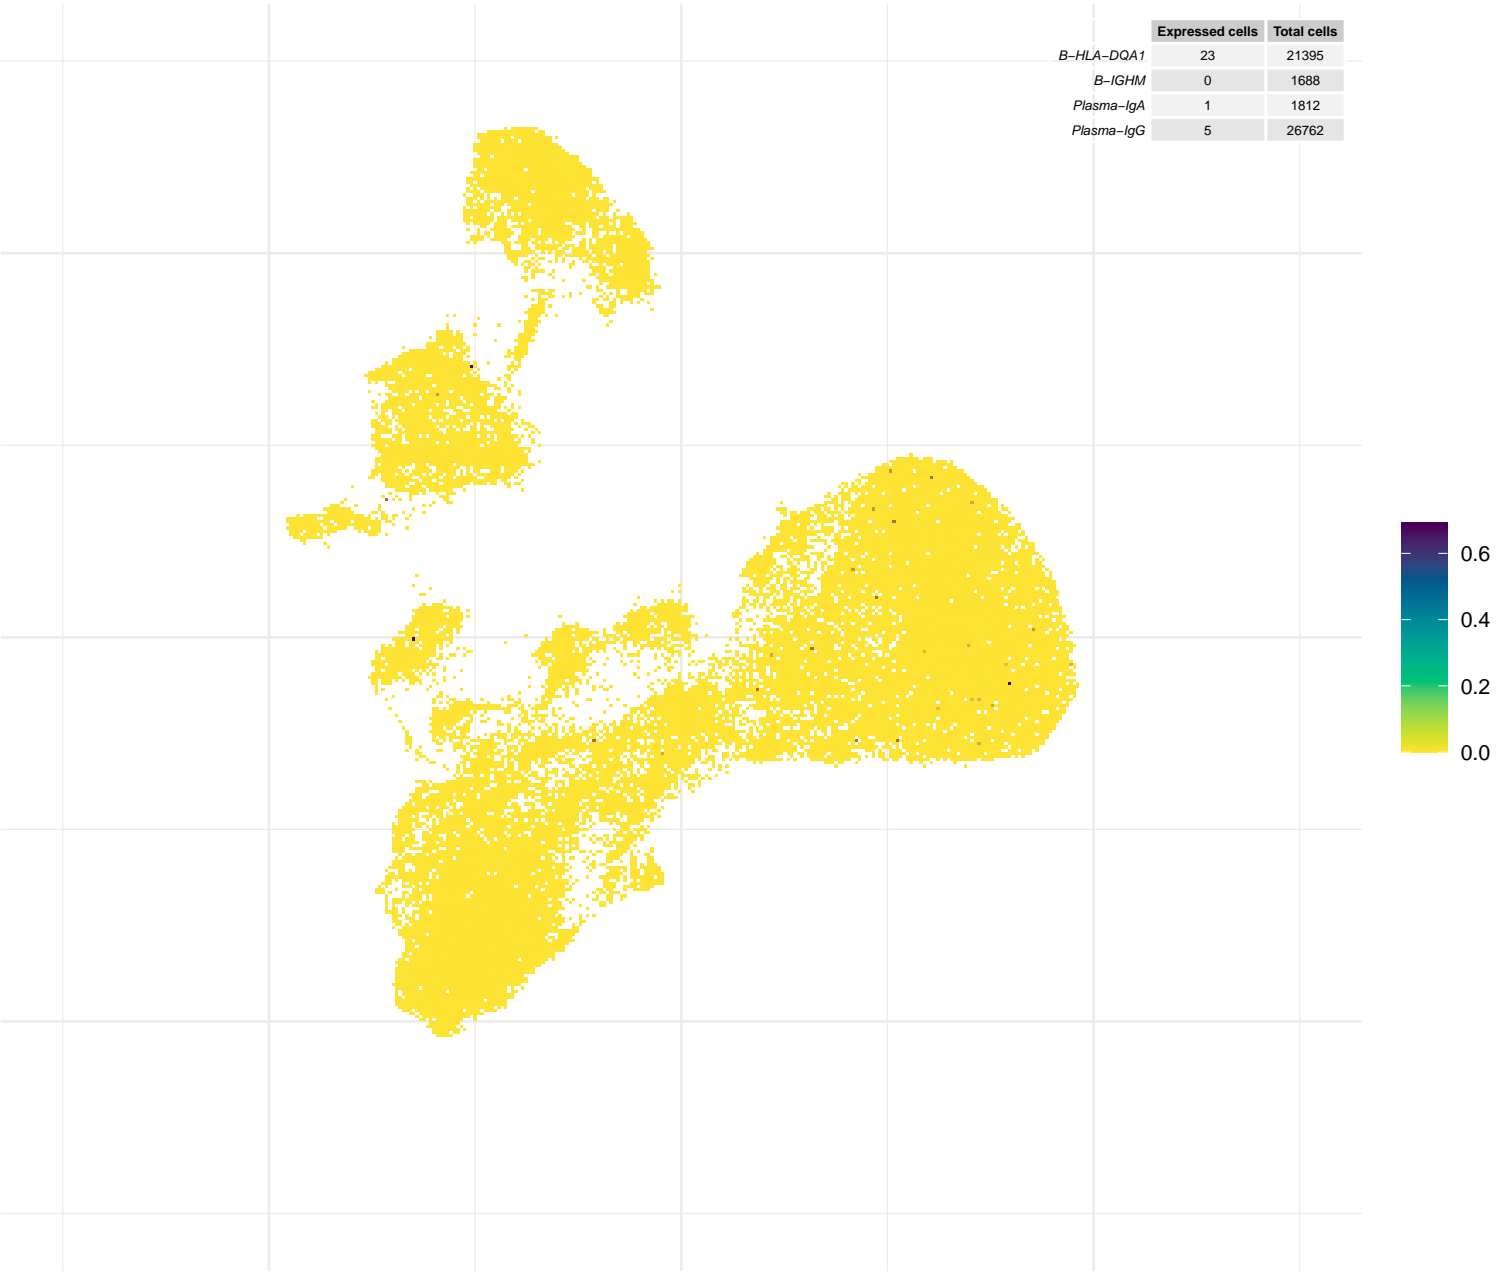 Expressed cells Total cells
B−HLA−DQA1 23 21395
B−IGHM 0 1688
Plasma−IgA 1 1812
Plasma−IgG 5 26762
0.6
0.4
0.2
0.0